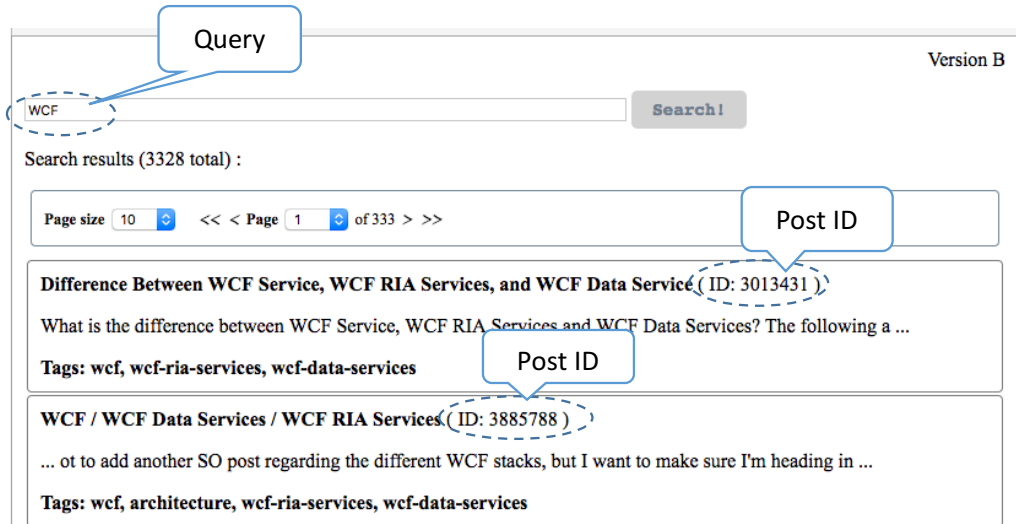 Query
Version B
WCF
Search!
Search results (3328 total) :
Page size 10 << < Page 1 of 333 > >>
Post ID
Difference Between WCF Service, WCF RIA Services, and WCF Data Service ( ID: 3013431 )
What is the difference between WCF Service, WCF RIA Services and WCF Data Services? The following a ...
Post ID
Tags: wcf, wcf-ria-services, wcf-data-services
WCF / WCF Data Services / WCF RIA Services ( ID: 3885788 )
... ot to add another SO post regarding the different WCF stacks, but I want to make sure I'm heading in ...
Tags: wcf, architecture, wcf-ria-services, wcf-data-services